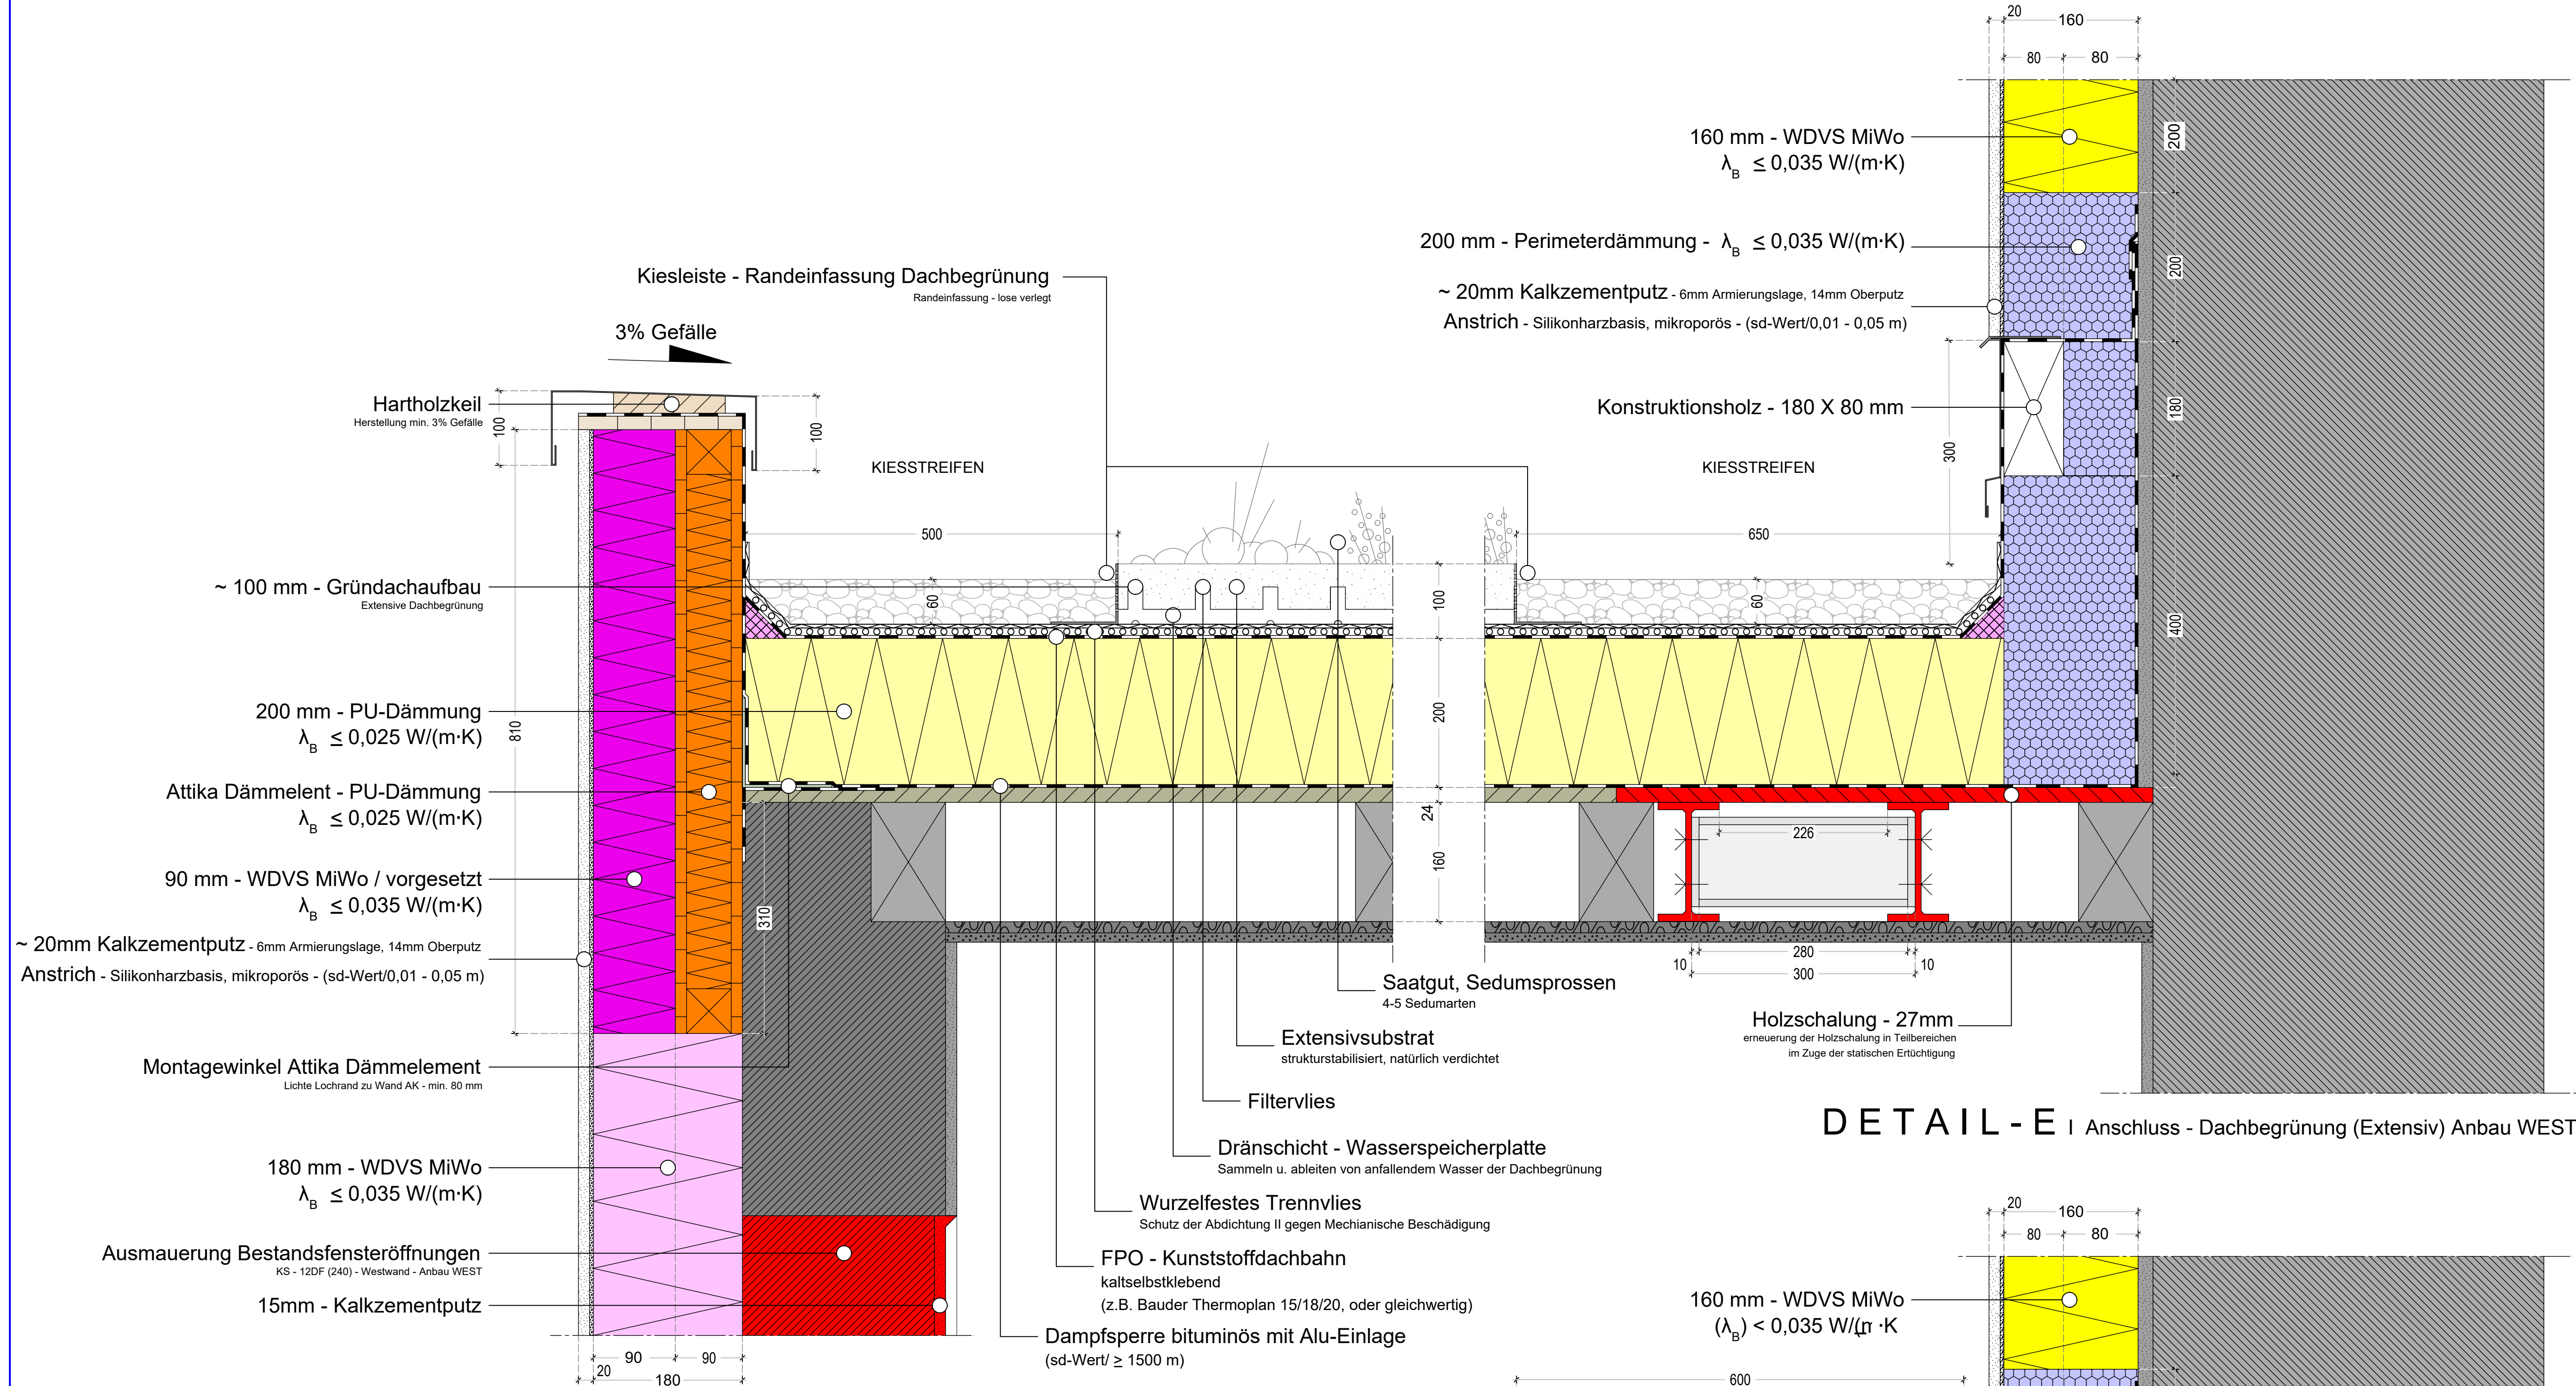 20
160
80
80
160 mm - WDVS MiWo
λB ≤ 0,035 W/(m·K)
200
200 mm - Perimeterdämmung - λB ≤ 0,035 W/(m·K)
200
~ 20mm Kalkzementputz - 6mm Armierungslage, 14mm Oberputz
Anstrich - Silikonharzbasis, mikroporös - (sd-Wert/0,01 - 0,05 m)
Kiesleiste - Randeinfassung Dachbegrünung
Randeinfassung - lose verlegt
3% Gefälle
Hartholzkeil
Herstellung min. 3% Gefälle
100
100
Konstruktionsholz - 180 X 80 mm
180
300
KIESSTREIFEN
KIESSTREIFEN
500
650
~ 100 mm - Gründachaufbau
Extensive Dachbegrünung
60
100
60
400
200 mm - PU-Dämmung
λB ≤ 0,025 W/(m·K)
810
200
Attika Dämmelent - PU-Dämmung
λB ≤ 0,025 W/(m·K)
24
226
160
90 mm - WDVS MiWo / vorgesetzt
λB ≤ 0,035 W/(m·K)
310
~ 20mm Kalkzementputz - 6mm Armierungslage, 14mm Oberputz
Anstrich - Silikonharzbasis, mikroporös - (sd-Wert/0,01 - 0,05 m)
280
10
300
10
Saatgut, Sedumsprossen
4-5 Sedumarten
Holzschalung - 27mm
erneuerung der Holzschalung in Teilbereichen
im Zuge der statischen Ertüchtigung
Extensivsubstrat
strukturstabilisiert, natürlich verdichtet
Montagewinkel Attika Dämmelement
Lichte Lochrand zu Wand AK - min. 80 mm
Filtervlies
DETAIL-E I Anschluss - Dachbegrünung (Extensiv) Anbau WEST
Dränschicht - Wasserspeicherplatte
Sammeln u. ableiten von anfallendem Wasser der Dachbegrünung
180 mm - WDVS MiWo
λB ≤ 0,035 W/(m·K)
Wurzelfestes Trennvlies
Schutz der Abdichtung II gegen Mechianische Beschädigung
20
160
80
80
Ausmauerung Bestandsfensteröffnungen
KS - 12DF (240) - Westwand - Anbau WEST
FPO - Kunststoffdachbahn
kaltselbstklebend
(z.B. Bauder Thermoplan 15/18/20, oder gleichwertig)
15mm - Kalkzementputz
160 mm - WDVS MiWo
(λB) < 0,035 W/(m ·K
Dampfsperre bituminös mit Alu-Einlage
(sd-Wert/ ≥ 1500 m)
90
90
20
180
600